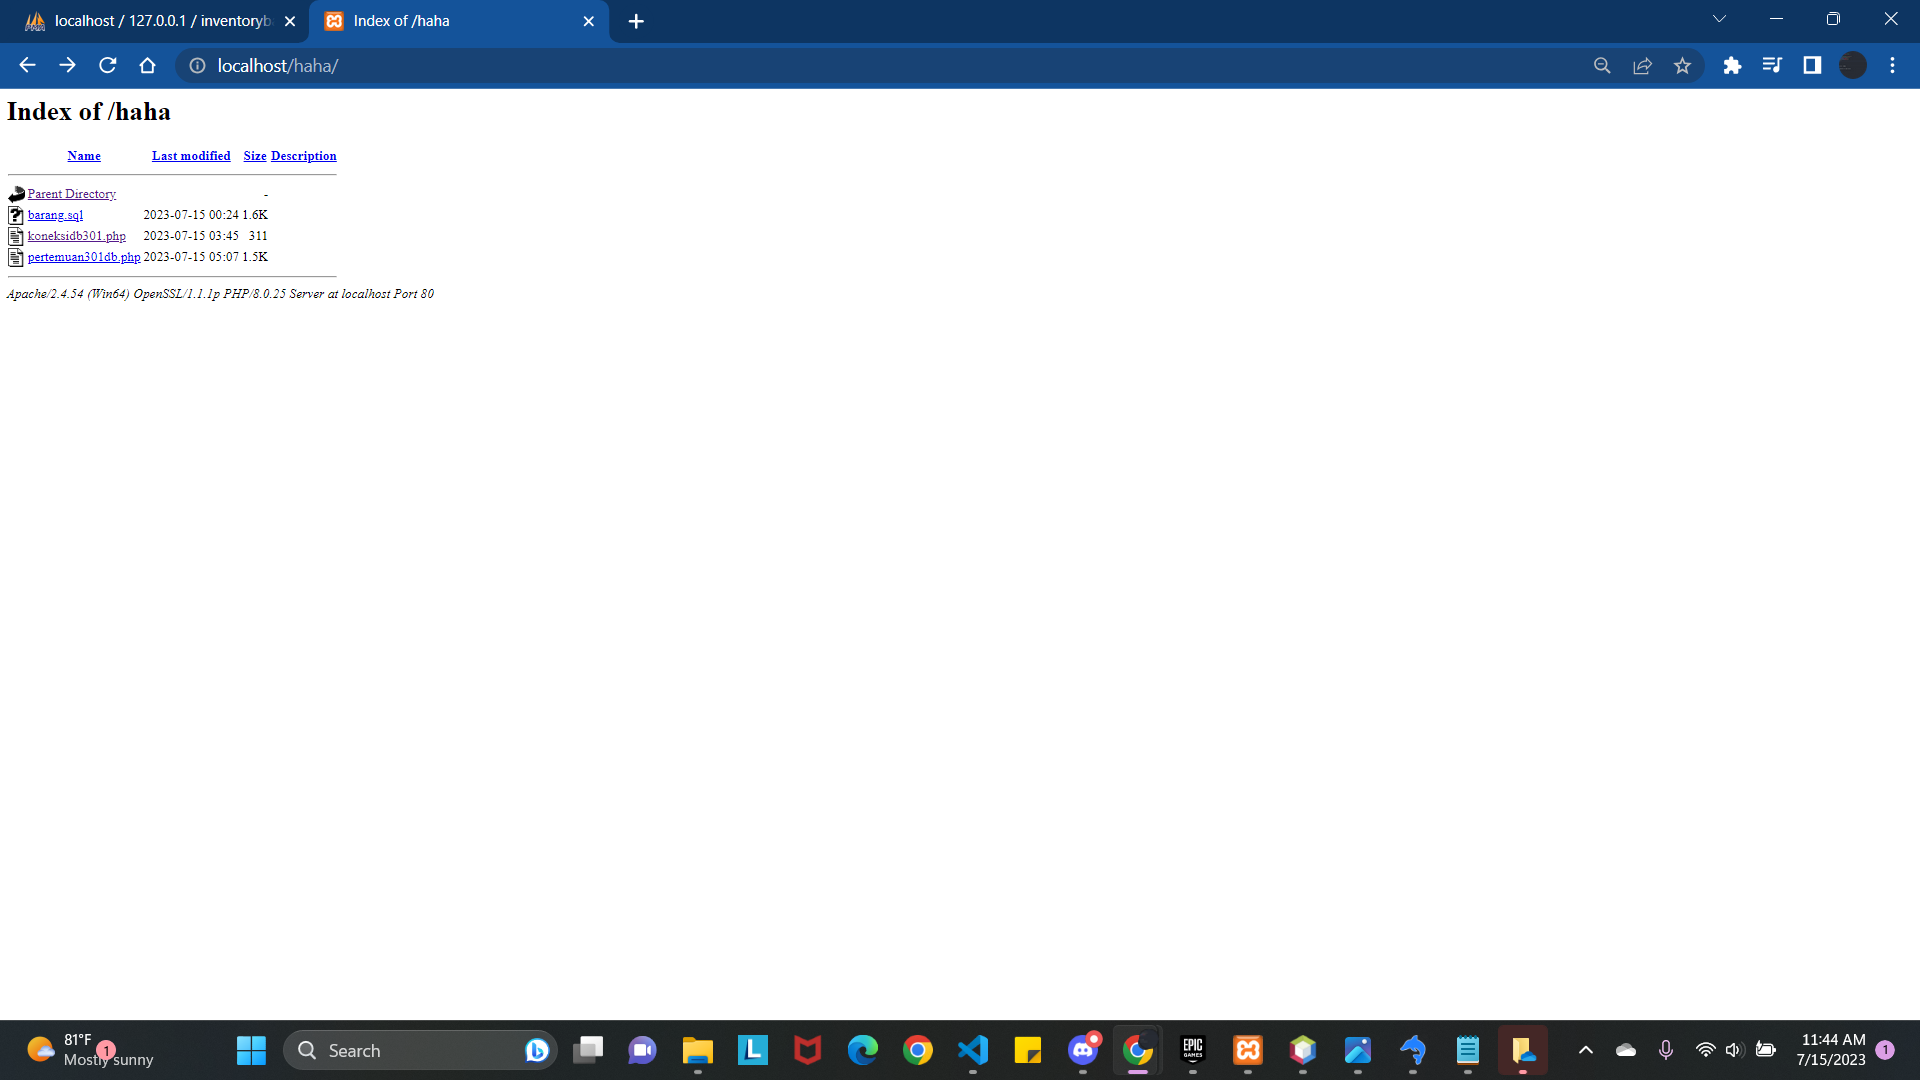 localhost / 127.0.0.1 / inventoryb
Index of /haha
localhost/haha/
Index of /haha
Name Last modified Size Description
Parent Directory -
barang.sql 2023-07-15 00:24 1.6K
koneksidb301.php 2023-07-15 03:45 311
pertemuan301db.php 2023-07-15 05:07 1.5K
Apache/2.4.54 (Win64) OpenSSL/1.1.1p PHP/8.0.25 Server at localhost Port 80
81°F
1
Mostly sunny
Search
L
EPIC
GAMES
11:44 AM
7/15/2023
1